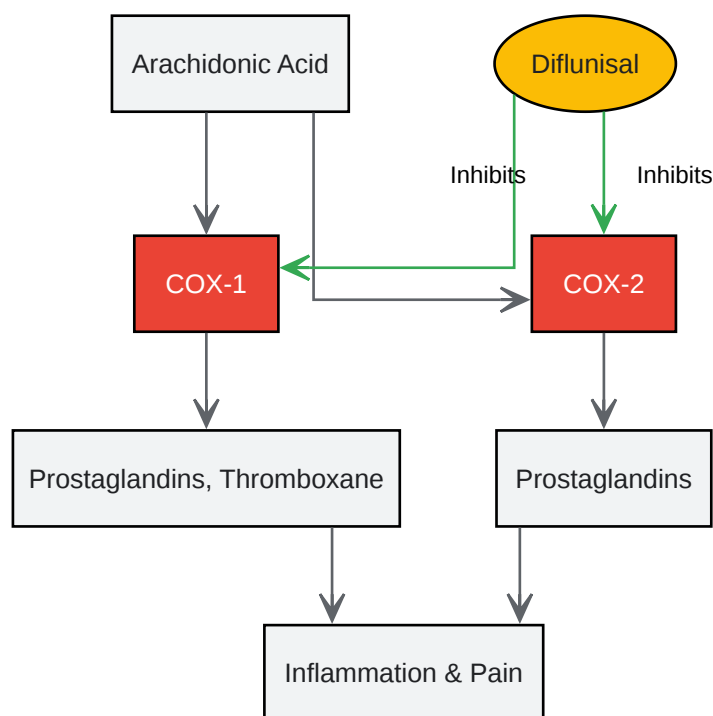 Arachidonic Acid
Diflunisal
Inhibits
Inhibits
COX-1
COX-2
Prostaglandins, Thromboxane
Prostaglandins
Inflammation & Pain